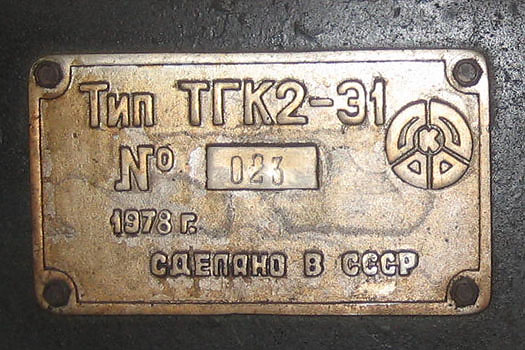 Тип ТГК2-Э1
№ 023
1978 г.
СДЕЛАНО В СССР